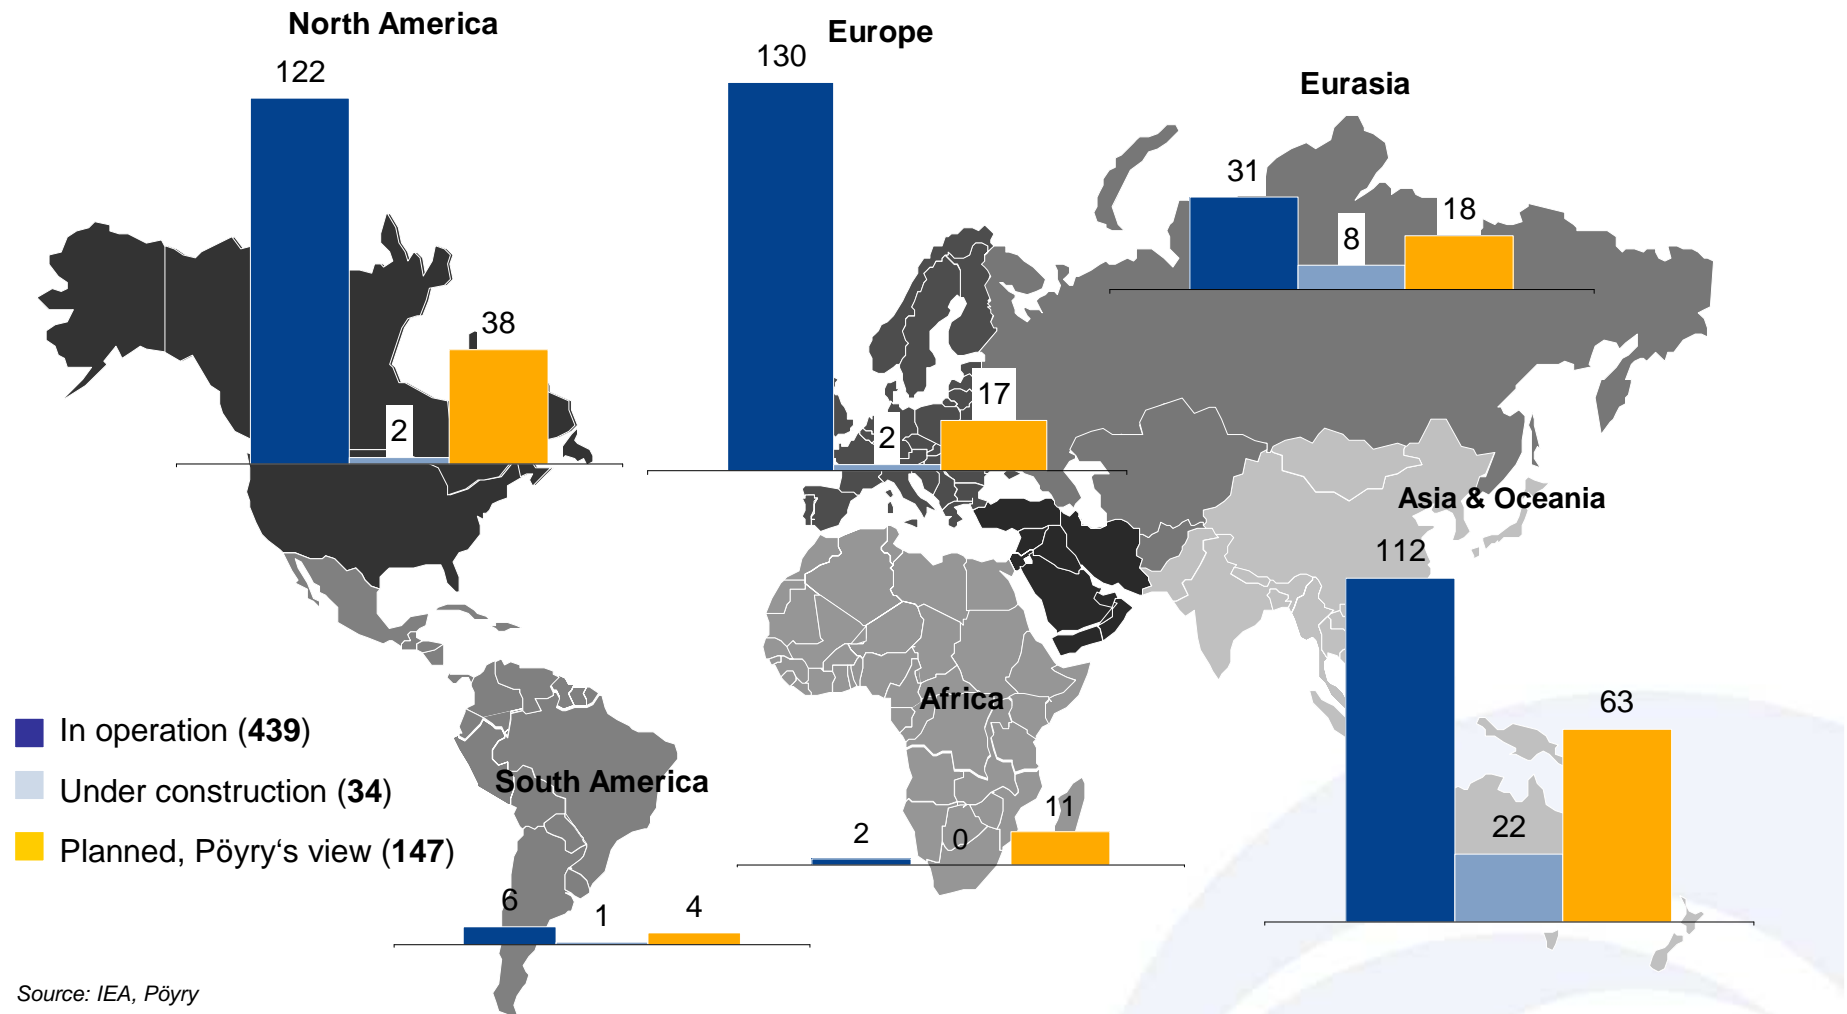 North America
122
2
38
Europe
130
2
17
Eurasia
31
8
18
Asia & Oceania
112
22
63
Africa
2
0
11
South America
6
1
4
In operation (439)
Under construction (34)
Planned, Pöyry‘s view (147)
Source: IEA, Pöyry